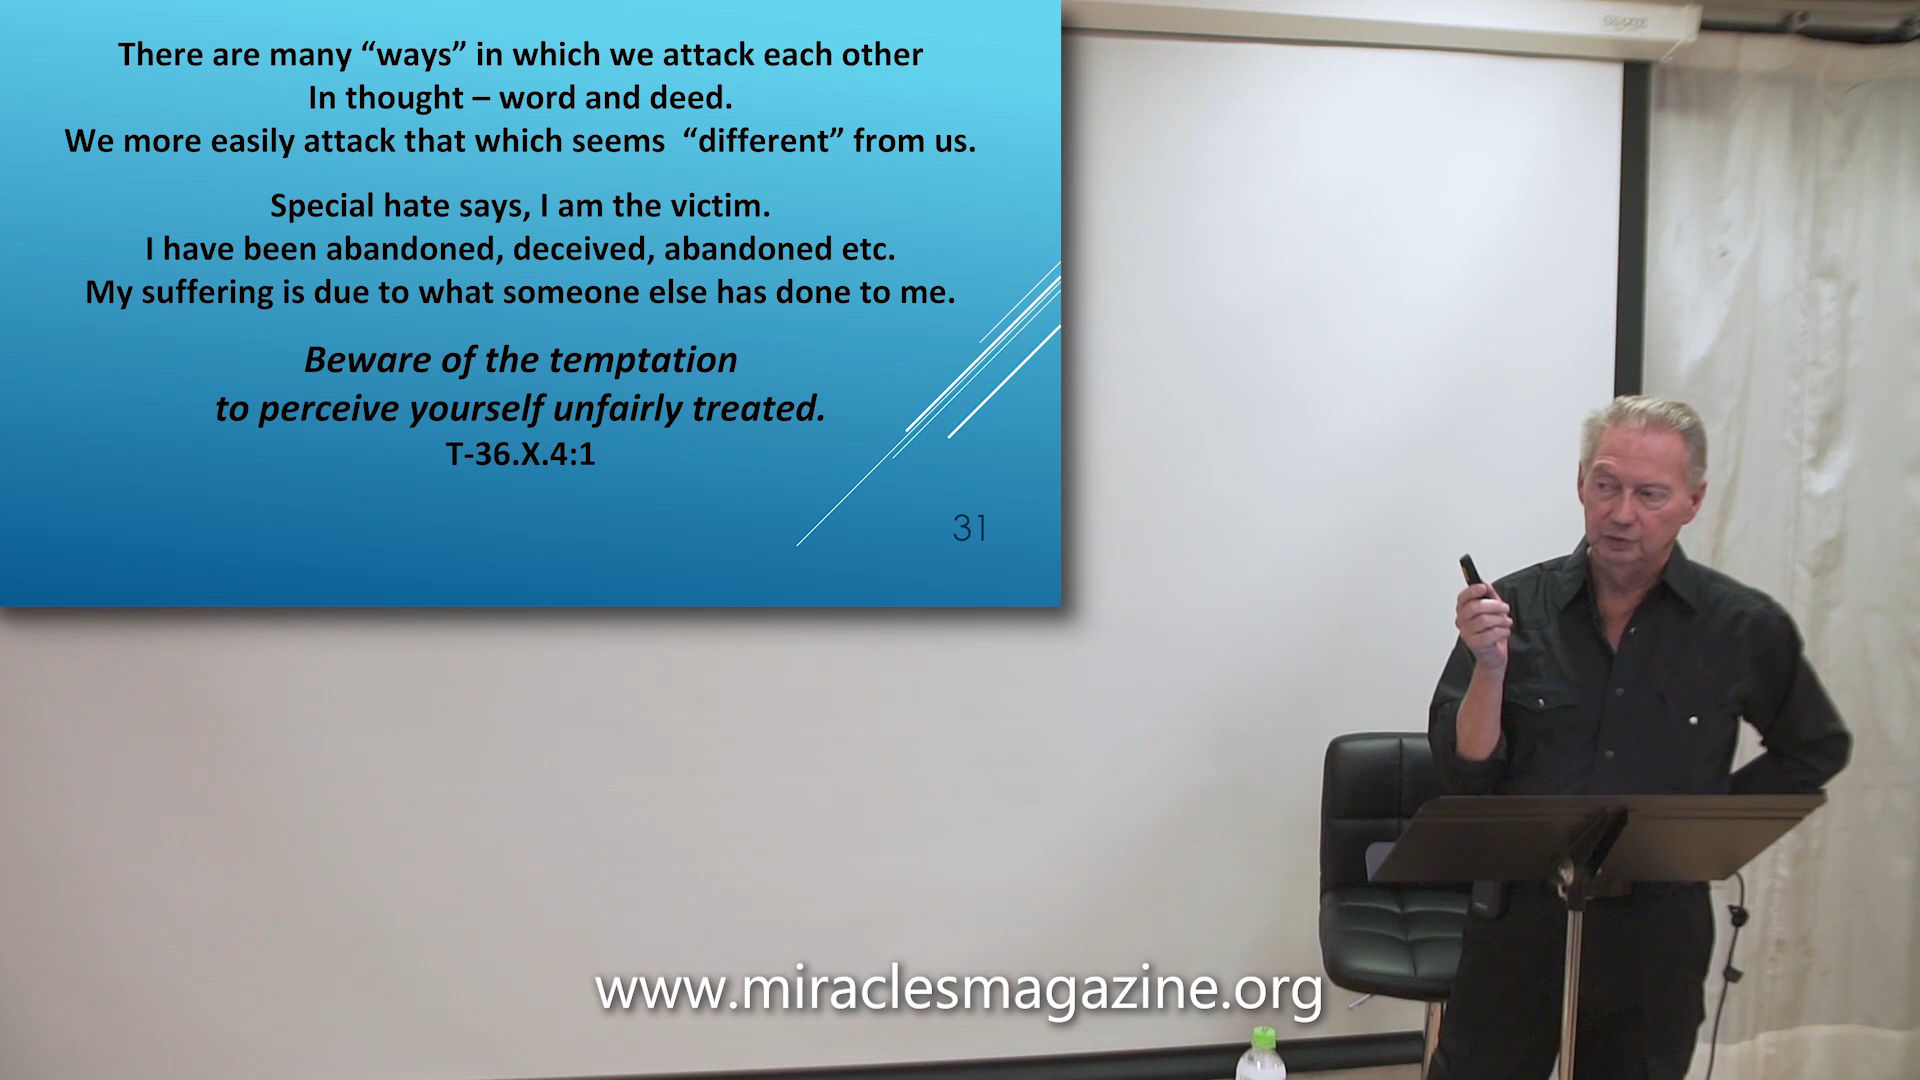 There are many “ways” in which we attack each other
In thought – word and deed.
We more easily attack that which seems “different” from us.
Special hate says, I am the victim.
I have been abandoned, deceived, abandoned etc.
My suffering is due to what someone else has done to me.
Beware of the temptation
to perceive yourself unfairly treated.
T-36.X.4:1
31
www.miraclesmagazine.org